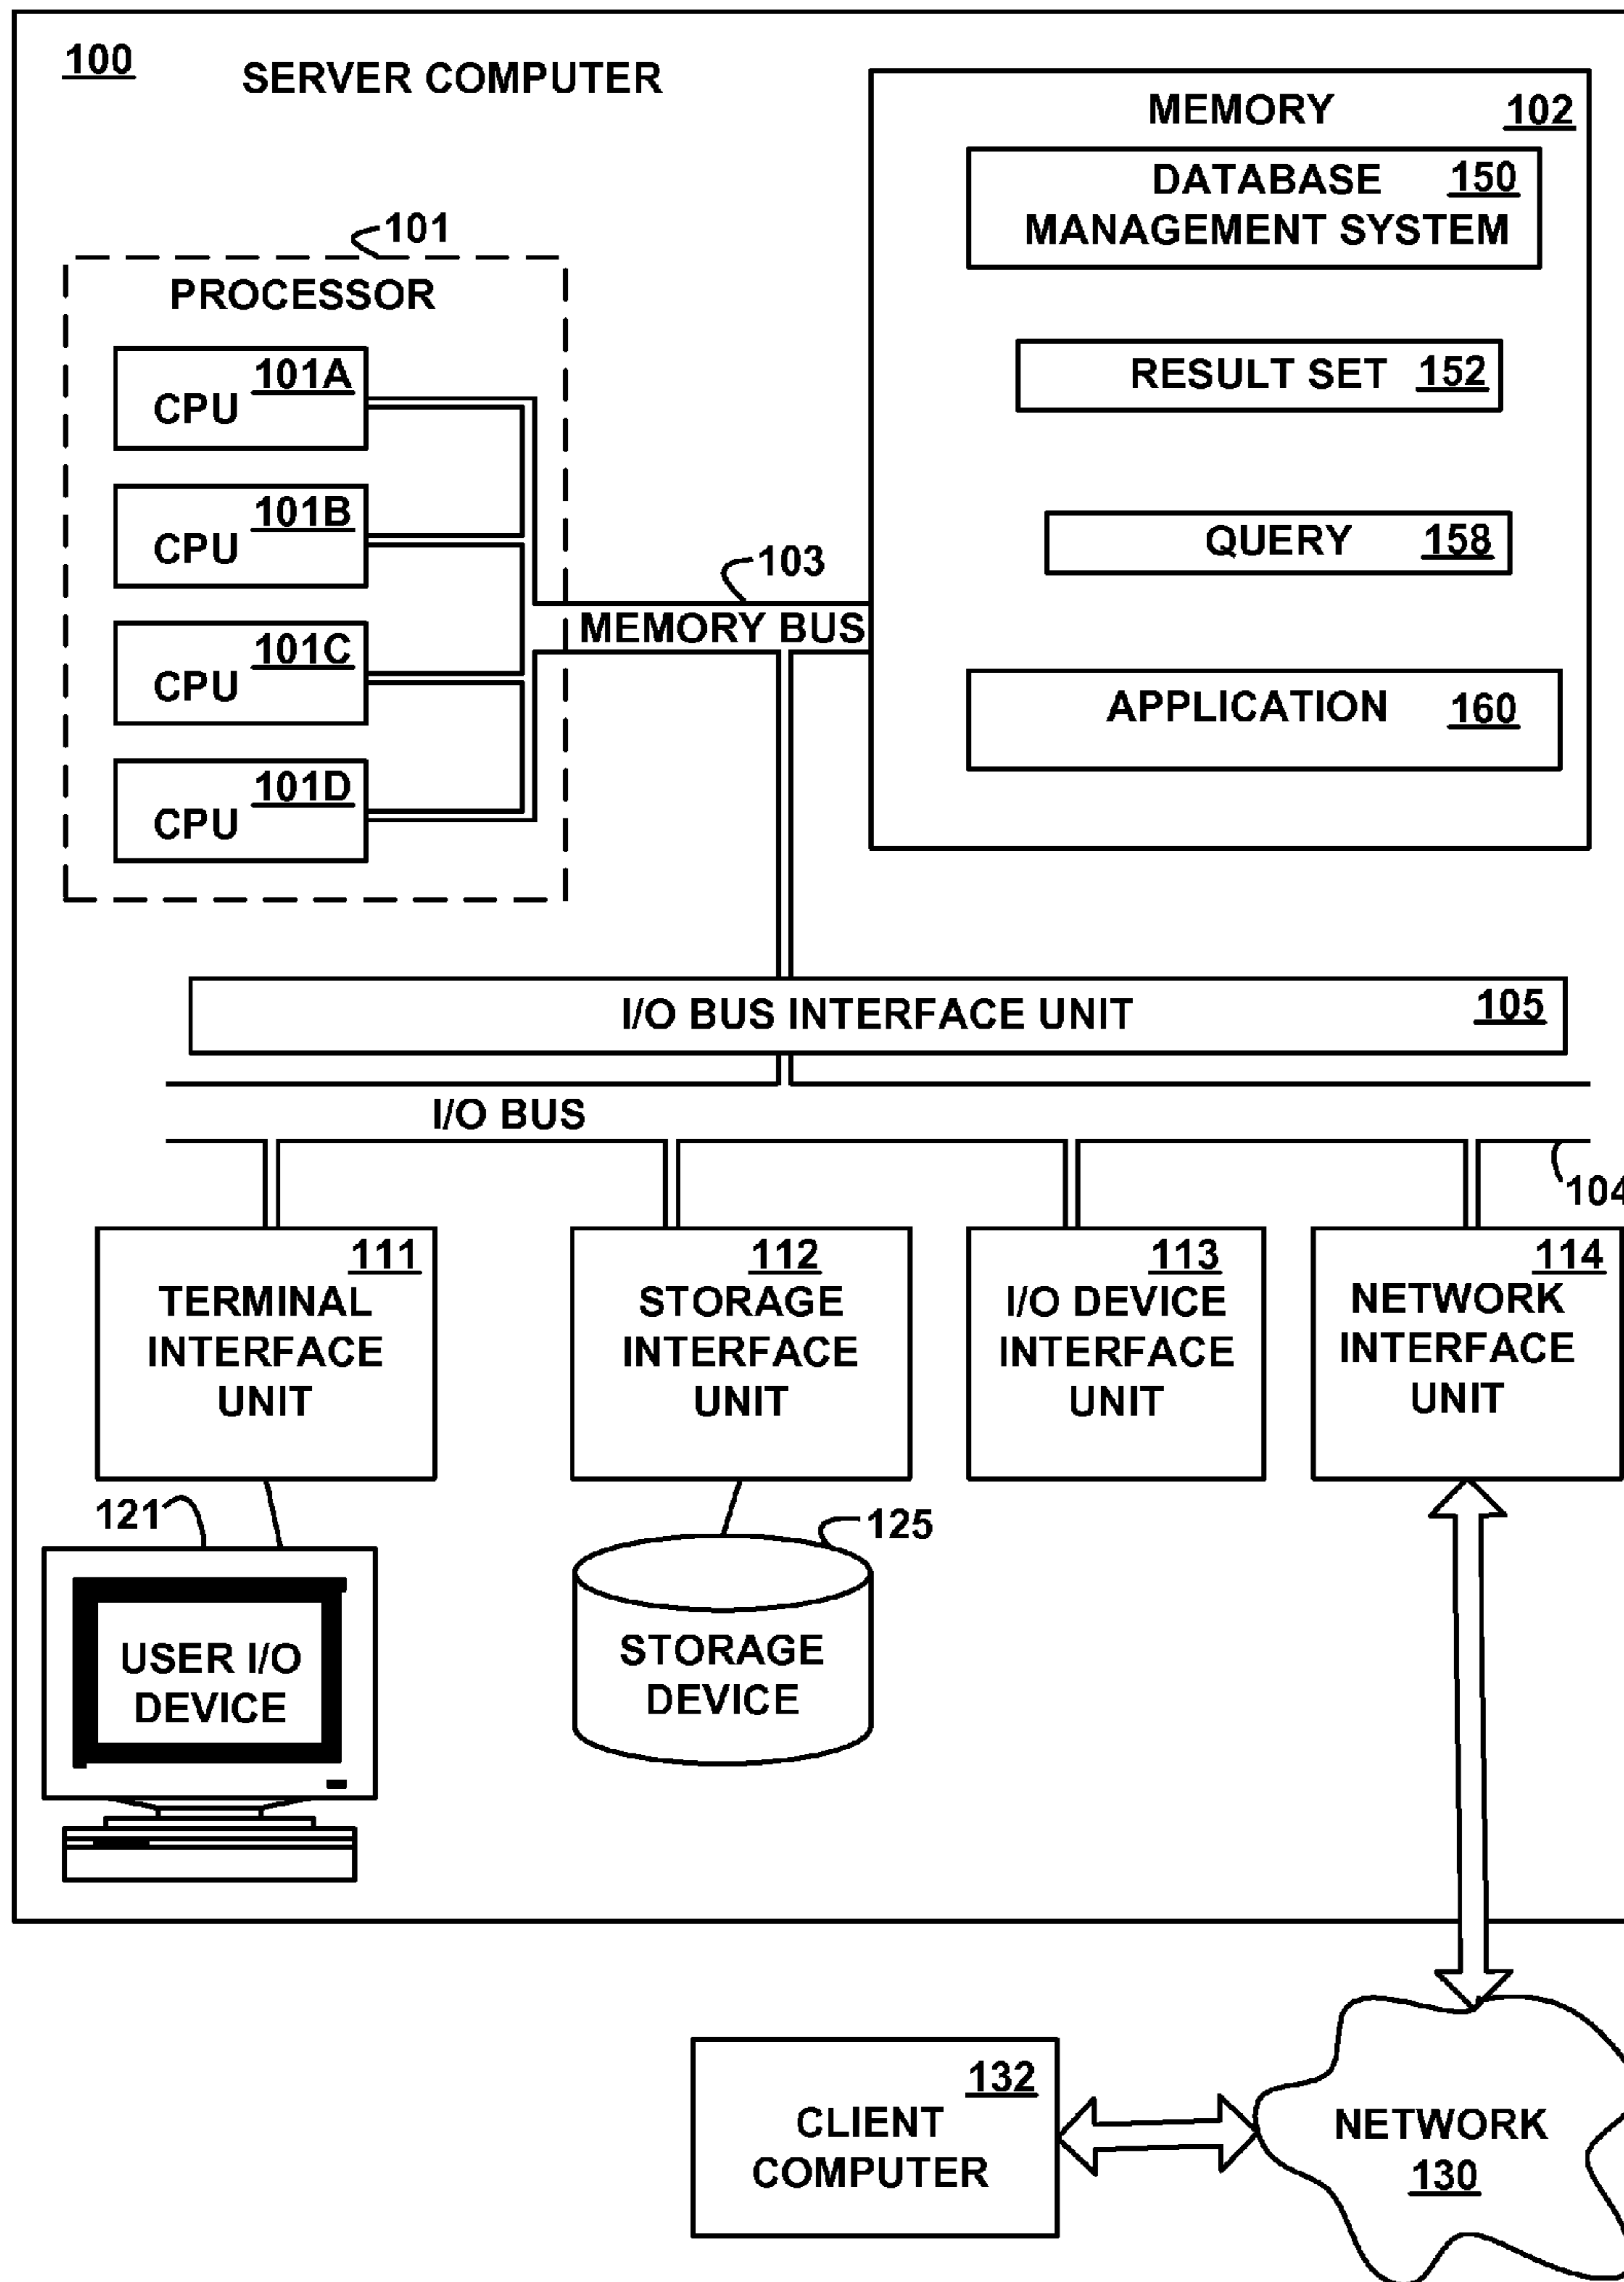 100
SERVER COMPUTER
MEMORY 102
DATABASE 150
MANAGEMENT SYSTEM
RESULT SET 152
QUERY 158
APPLICATION 160
101
PROCESSOR
101A
CPU
101B
CPU
101C
CPU
101D
CPU
103
MEMORY BUS
I/O BUS INTERFACE UNIT 105
I/O BUS
104
111
TERMINAL
INTERFACE
UNIT
112
STORAGE
INTERFACE
UNIT
113
I/O DEVICE
INTERFACE
UNIT
114
NETWORK
INTERFACE
UNIT
121
USER I/O
DEVICE
125
STORAGE
DEVICE
132
CLIENT
COMPUTER
NETWORK
130